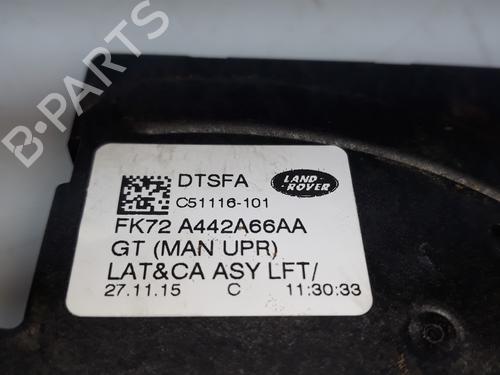 B-PARTS
DTSFA
LAND-
ROVER
C51116-101
FK72 A442A66AA
GT (MAN UPR)
LAT&CA ASY LFT/
27.11.15 C 11:30:33